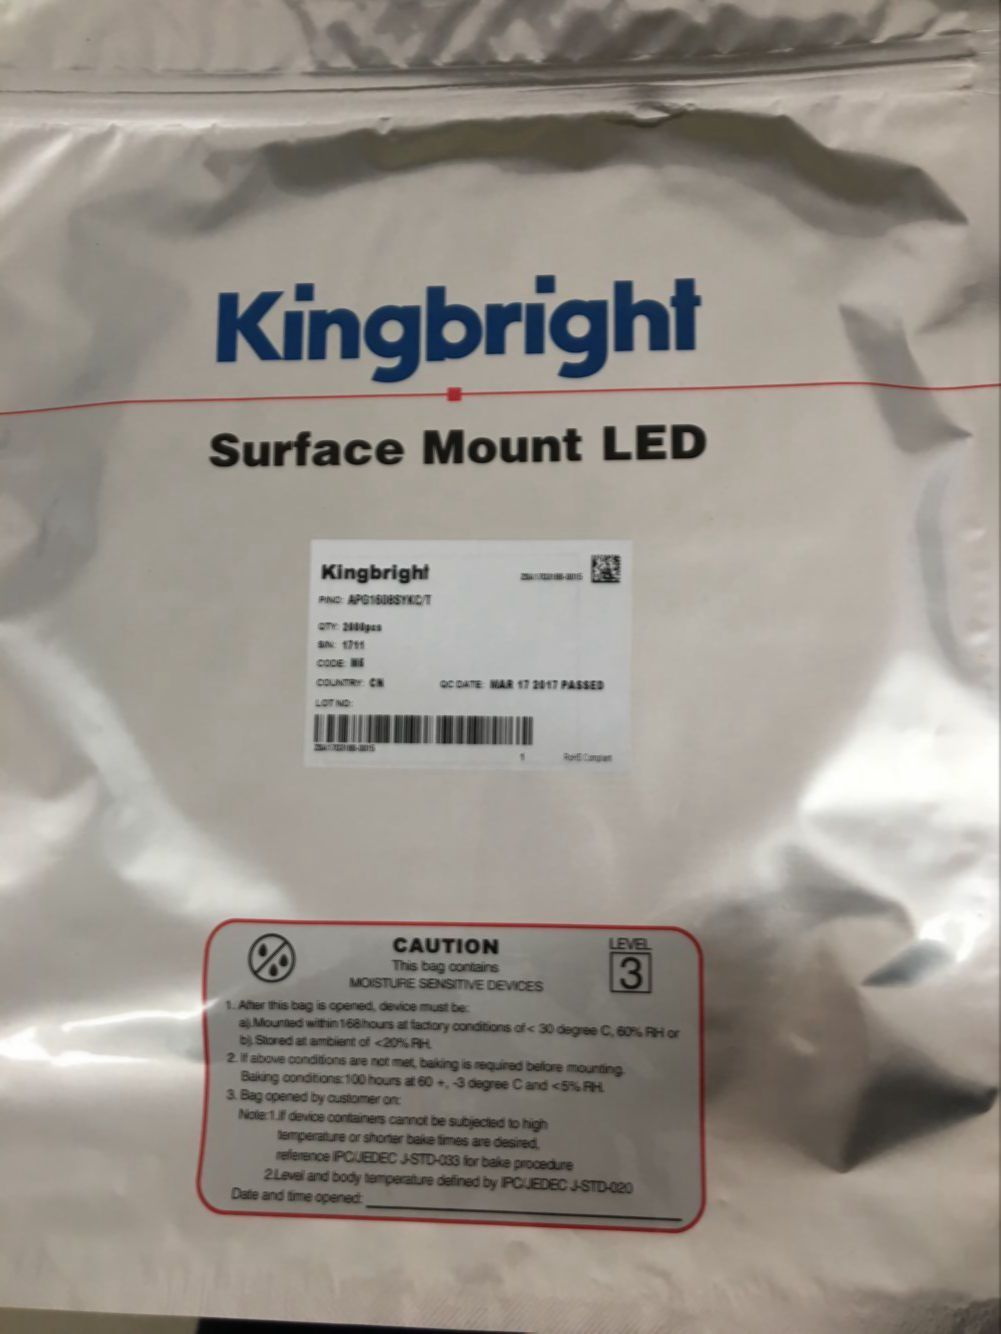 Kingbright
Surface Mount LED
Kingbright
P/NO: APG1608SYKC/T
QTY: 2000pcs
S/N: 1711
CODE: M6
COUNTRY: CN QC DATE: MAR 17 2017 PASSED
LOT NO:
1 RoHS Compliant
CAUTION
LEVEL
3
This bag contains
MOISTURE SENSITIVE DEVICES
1. After this bag is opened, device must be:
a).Mounted within 168 hours at factory conditions of < 30 degree C, 60% RH or
b).Stored at ambient of <20% RH.
2. If above conditions are not met, baking is required before mounting.
Baking conditions:100 hours at 60 +, -3 degree C and <5% RH.
3. Bag opened by customer on:
Note:1.If device containers cannot be subjected to high
temperature or shorter bake times are desired,
reference IPC/JEDEC J-STD-033 for bake procedure
2.Level and body temperature defined by IPC/JEDEC J-STD-020
Date and time opened: